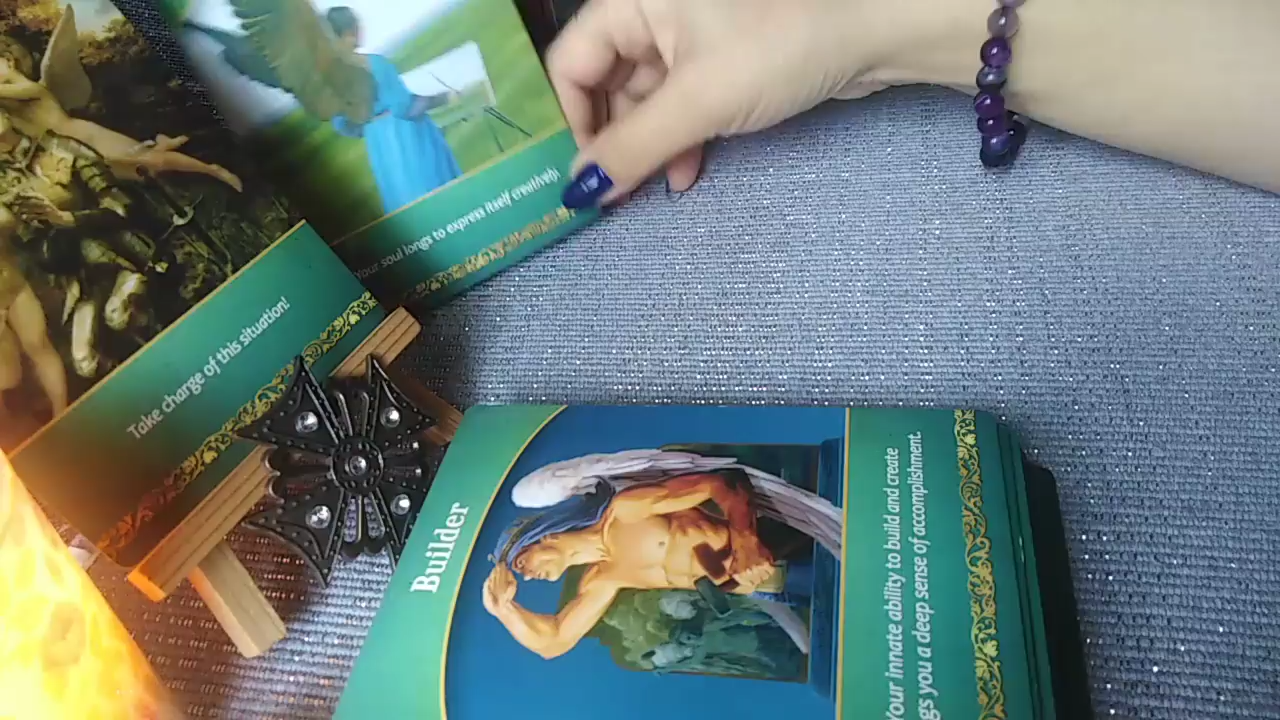 Your soul longs to express itself creatively.
Take charge of this situation!
Builder
Your innate ability to build and create
you a deep sense of accomplishment.